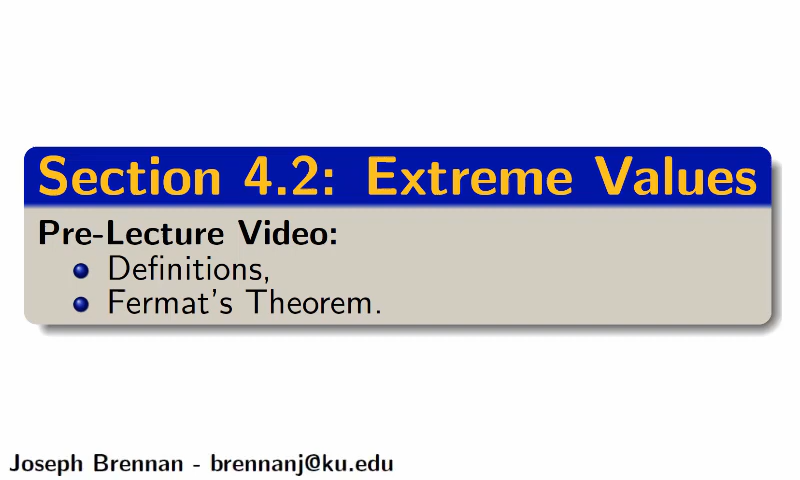 Section 4.2: Extreme Values
Pre-Lecture Video:
Definitions,
Fermat's Theorem.
Joseph Brennan - brennanj@ku.edu